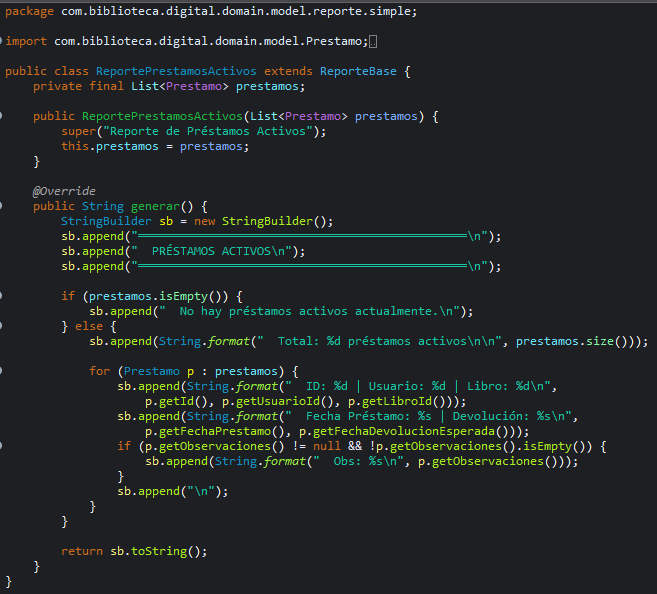 package com.biblioteca.digital.domain.model.reporte.simple;
import com.biblioteca.digital.domain.model.Prestamo;
public class ReportePrestamosActivos extends ReporteBase {
    private final List<Prestamo> prestamos;
    public ReportePrestamosActivos(List<Prestamo> prestamos) {
        super("Reporte de Préstamos Activos");
        this.prestamos = prestamos;
    }
    @Override
    public String generar() {
        StringBuilder sb = new StringBuilder();
        sb.append("═══════════════════════════════════════════════\n");
        sb.append("  PRÉSTAMOS ACTIVOS\n");
        sb.append("═══════════════════════════════════════════════\n");
        if (prestamos.isEmpty()) {
            sb.append("  No hay préstamos activos actualmente.\n");
        } else {
            sb.append(String.format("  Total: %d préstamos activos\n\n", prestamos.size()));
            for (Prestamo p : prestamos) {
                sb.append(String.format("  ID: %d | Usuario: %d | Libro: %d\n",
                    p.getId(), p.getUsuarioId(), p.getLibroId()));
                sb.append(String.format("  Fecha Préstamo: %s | Devolución: %s\n",
                    p.getFechaPrestamo(), p.getFechaDevolucionEsperada()));
                if (p.getObservaciones() != null && !p.getObservaciones().isEmpty()) {
                    sb.append(String.format("  Obs: %s\n", p.getObservaciones()));
                }
                sb.append("\n");
            }
        }
        return sb.toString();
    }
}